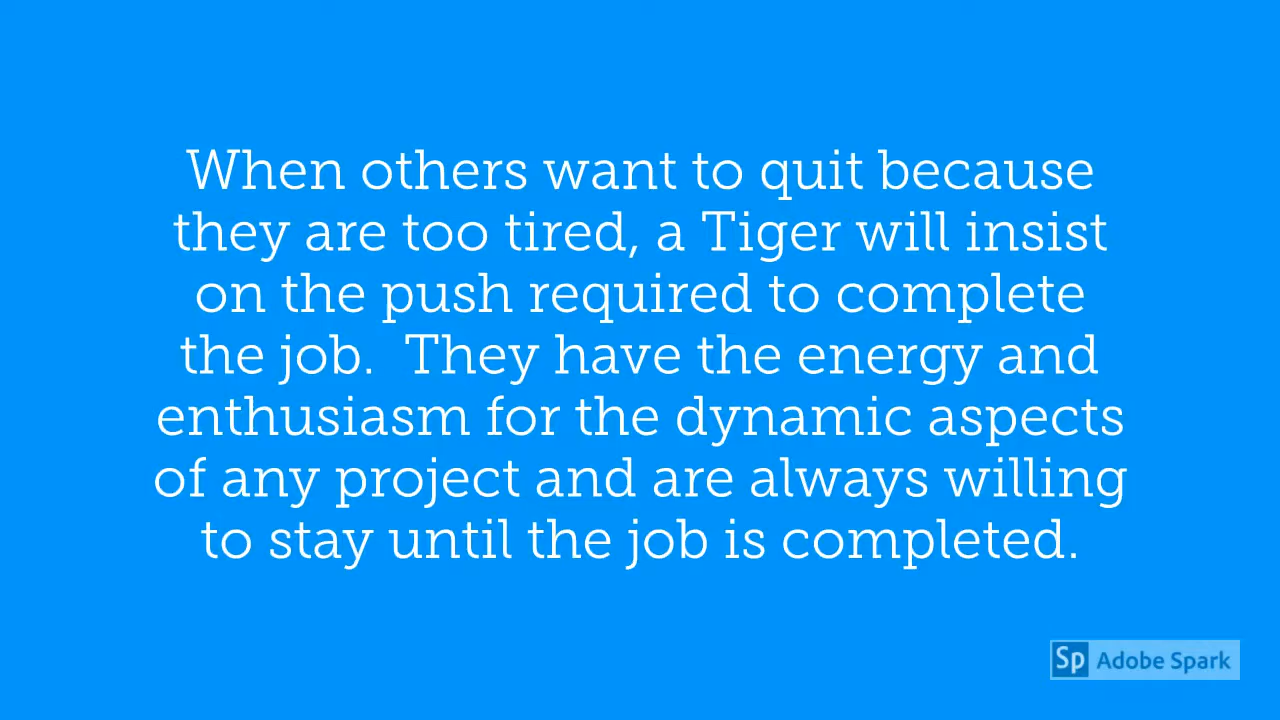 When others want to quit because
they are too tired, a Tiger will insist
on the push required to complete
the job.  They have the energy and
enthusiasm for the dynamic aspects
of any project and are always willing
to stay until the job is completed.
Sp Adobe Spark